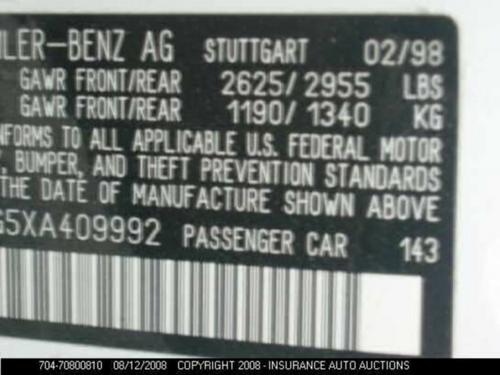 ILER-BENZ AG STUTTGART 02/98
GAWR FRONT/REAR 2625/2955 LBS
GAWR FRONT/REAR 1190/1340 KG
NFORMS TO ALL APPLICABLE U.S. FEDERAL MOTOR
BUMPER, AND THEFT PREVENTION STANDARDS
THE DATE OF MANUFACTURE SHOWN ABOVE
G5XA409992 PASSENGER CAR 143
704-70800810 08/12/2008 COPYRIGHT 2008 - INSURANCE AUTO AUCTIONS